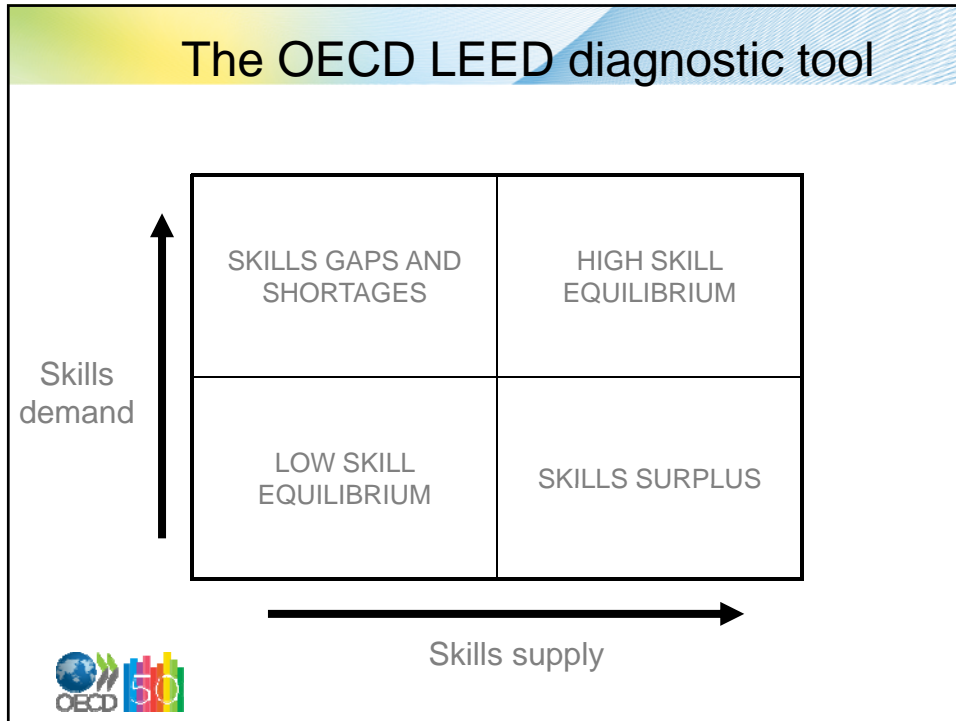 The OECD LEED diagnostic tool
SKILLS GAPS AND
SHORTAGES
HIGH SKILL
EQUILIBRIUM
Skills
demand
LOW SKILL
EQUILIBRIUM
SKILLS SURPLUS
Skills supply
OECD
50